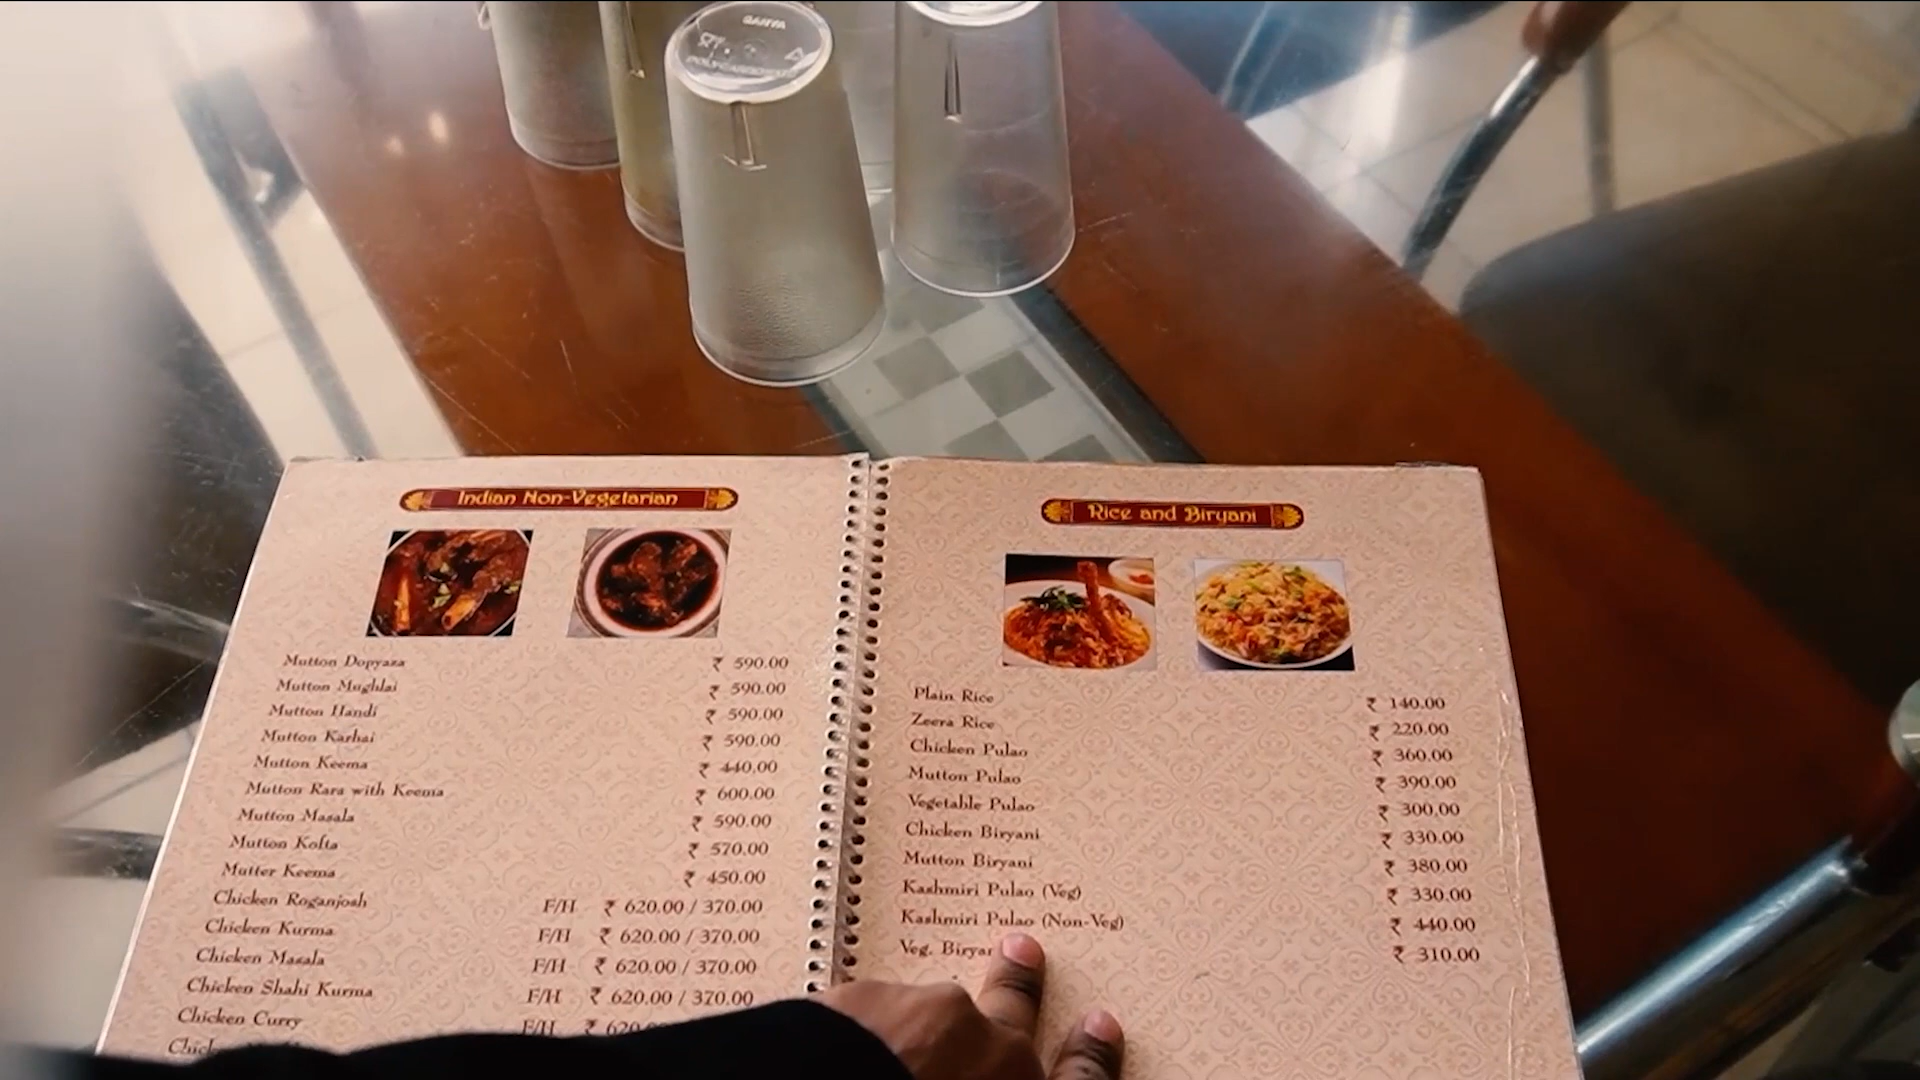 Indian Non-Vegetarian
Mutton Dopyaza ₹ 590.00
Mutton Mughlai ₹ 590.00
Mutton Handi ₹ 590.00
Mutton Karhai ₹ 590.00
Mutton Keema ₹ 440.00
Mutton Rara with Keema ₹ 600.00
Mutton Masala ₹ 590.00
Mutton Kofta ₹ 570.00
Mutter Keema ₹ 450.00
Chicken Roganjosh F/H ₹ 620.00 / 370.00
Chicken Kurma F/H ₹ 620.00 / 370.00
Chicken Masala F/H ₹ 620.00 / 370.00
Chicken Shahi Kurma F/H ₹ 620.00 / 370.00
Chicken Curry F/H ₹ 620
Rice and Biryani
Plain Rice ₹ 140.00
Zeera Rice ₹ 220.00
Chicken Pulao ₹ 360.00
Mutton Pulao ₹ 390.00
Vegetable Pulao ₹ 300.00
Chicken Biryani ₹ 330.00
Mutton Biryani ₹ 380.00
Kashmiri Pulao (Veg) ₹ 330.00
Kashmiri Pulao (Non-Veg) ₹ 440.00
Veg. Biryan ₹ 310.00